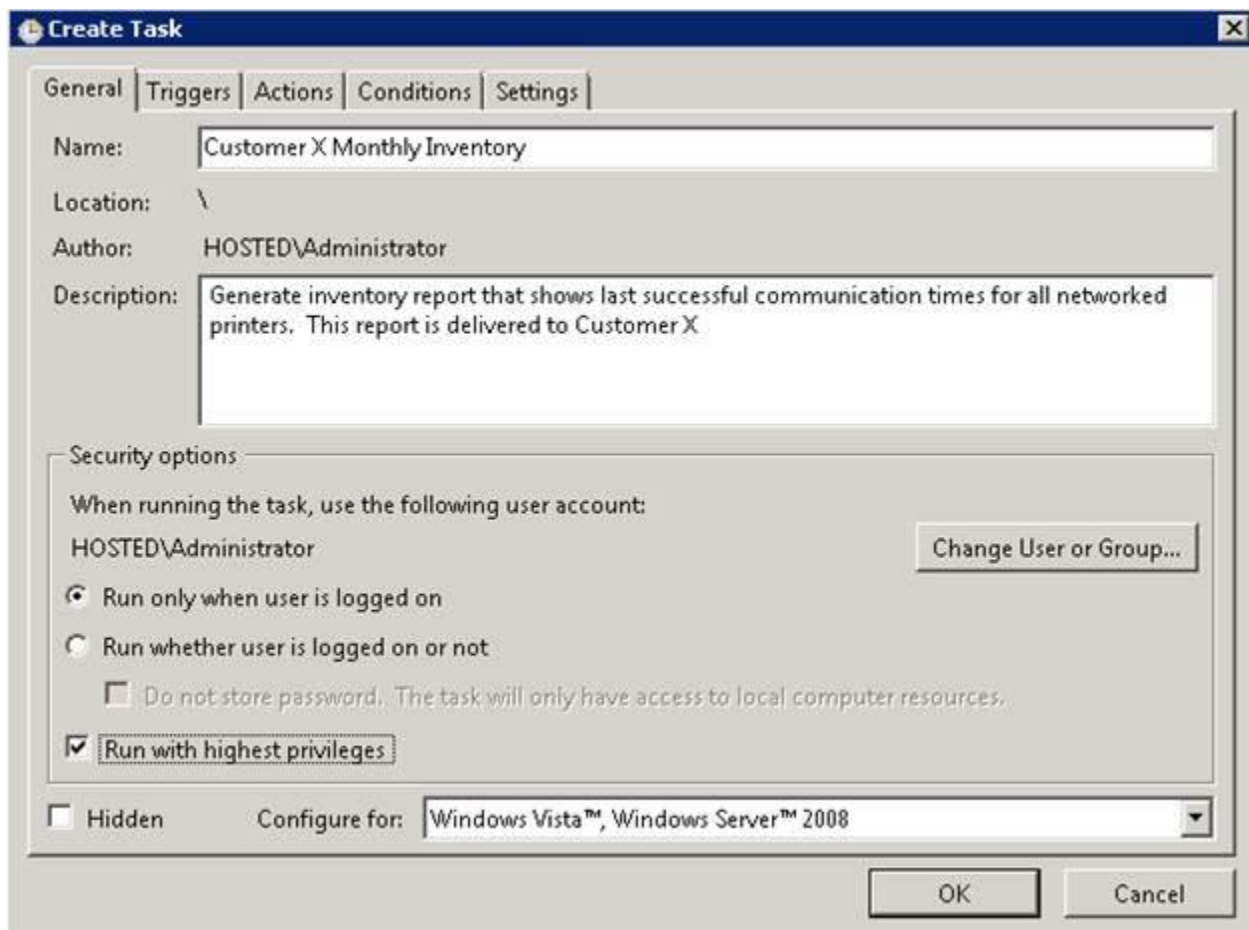 Create Task
General Triggers Actions Conditions Settings
Name: Customer X Monthly Inventory
Location: \
Author: HOSTED\Administrator
Description: Generate inventory report that shows last successful communication times for all networked
printers.  This report is delivered to Customer X
Security options
When running the task, use the following user account:
HOSTED\Administrator Change User or Group...
Run only when user is logged on
Run whether user is logged on or not
Do not store password.  The task will only have access to local computer resources.
Run with highest privileges
Hidden Configure for: Windows Vista™, Windows Server™ 2008
OK Cancel